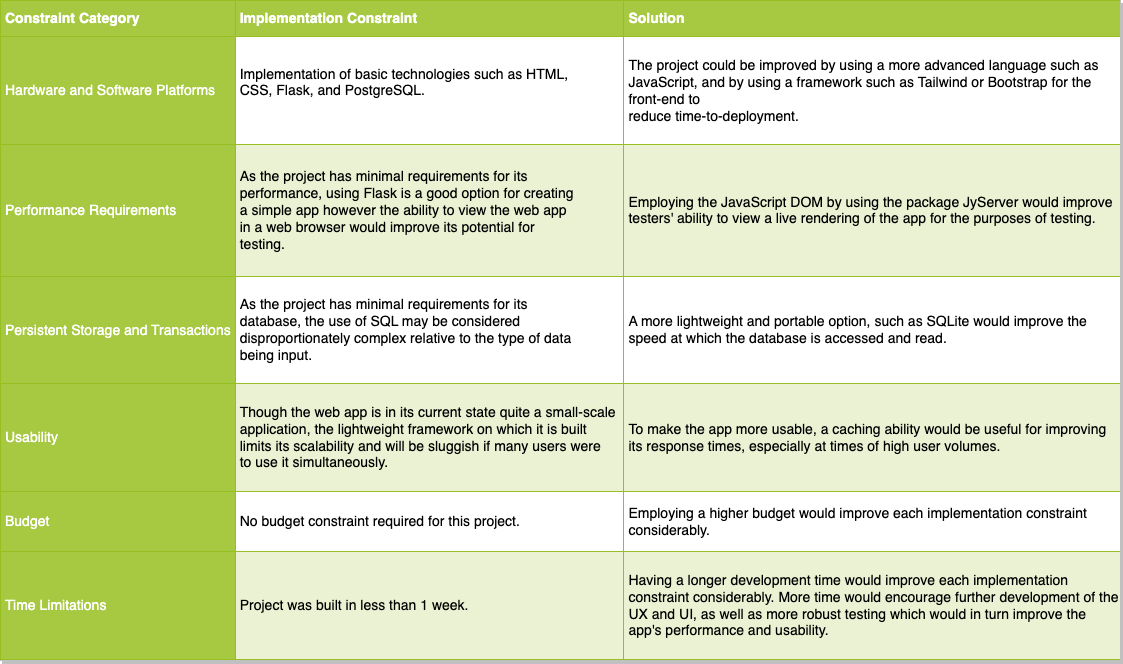 Constraint Category
Implementation Constraint
Solution
Hardware and Software Platforms
Implementation of basic technologies such as HTML,
CSS, Flask, and PostgreSQL.
The project could be improved by using a more advanced language such as
JavaScript, and by using a framework such as Tailwind or Bootstrap for the
front-end to
reduce time-to-deployment.
Performance Requirements
As the project has minimal requirements for its
performance, using Flask is a good option for creating
a simple app however the ability to view the web app
in a web browser would improve its potential for
testing.
Employing the JavaScript DOM by using the package JyServer would improve
testers' ability to view a live rendering of the app for the purposes of testing.
Persistent Storage and Transactions
As the project has minimal requirements for its
database, the use of SQL may be considered
disproportionately complex relative to the type of data
being input.
A more lightweight and portable option, such as SQLite would improve the
speed at which the database is accessed and read.
Usability
Though the web app is in its current state quite a small-scale
application, the lightweight framework on which it is built
limits its scalability and will be sluggish if many users were
to use it simultaneously.
To make the app more usable, a caching ability would be useful for improving
its response times, especially at times of high user volumes.
Budget
No budget constraint required for this project.
Employing a higher budget would improve each implementation constraint
considerably.
Time Limitations
Project was built in less than 1 week.
Having a longer development time would improve each implementation
constraint considerably. More time would encourage further development of the
UX and UI, as well as more robust testing which would in turn improve the
app's performance and usability.